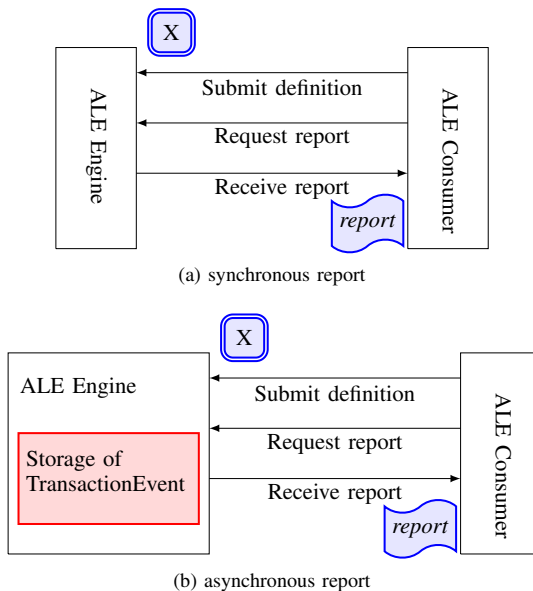 X
Submit definition
Request report
Receive report
ALE Engine
ALE Consumer
report
(a) synchronous report
X
ALE Engine
Submit definition
Request report
Storage of
TransactionEvent
Receive report
ALE Consumer
report
(b) asynchronous report